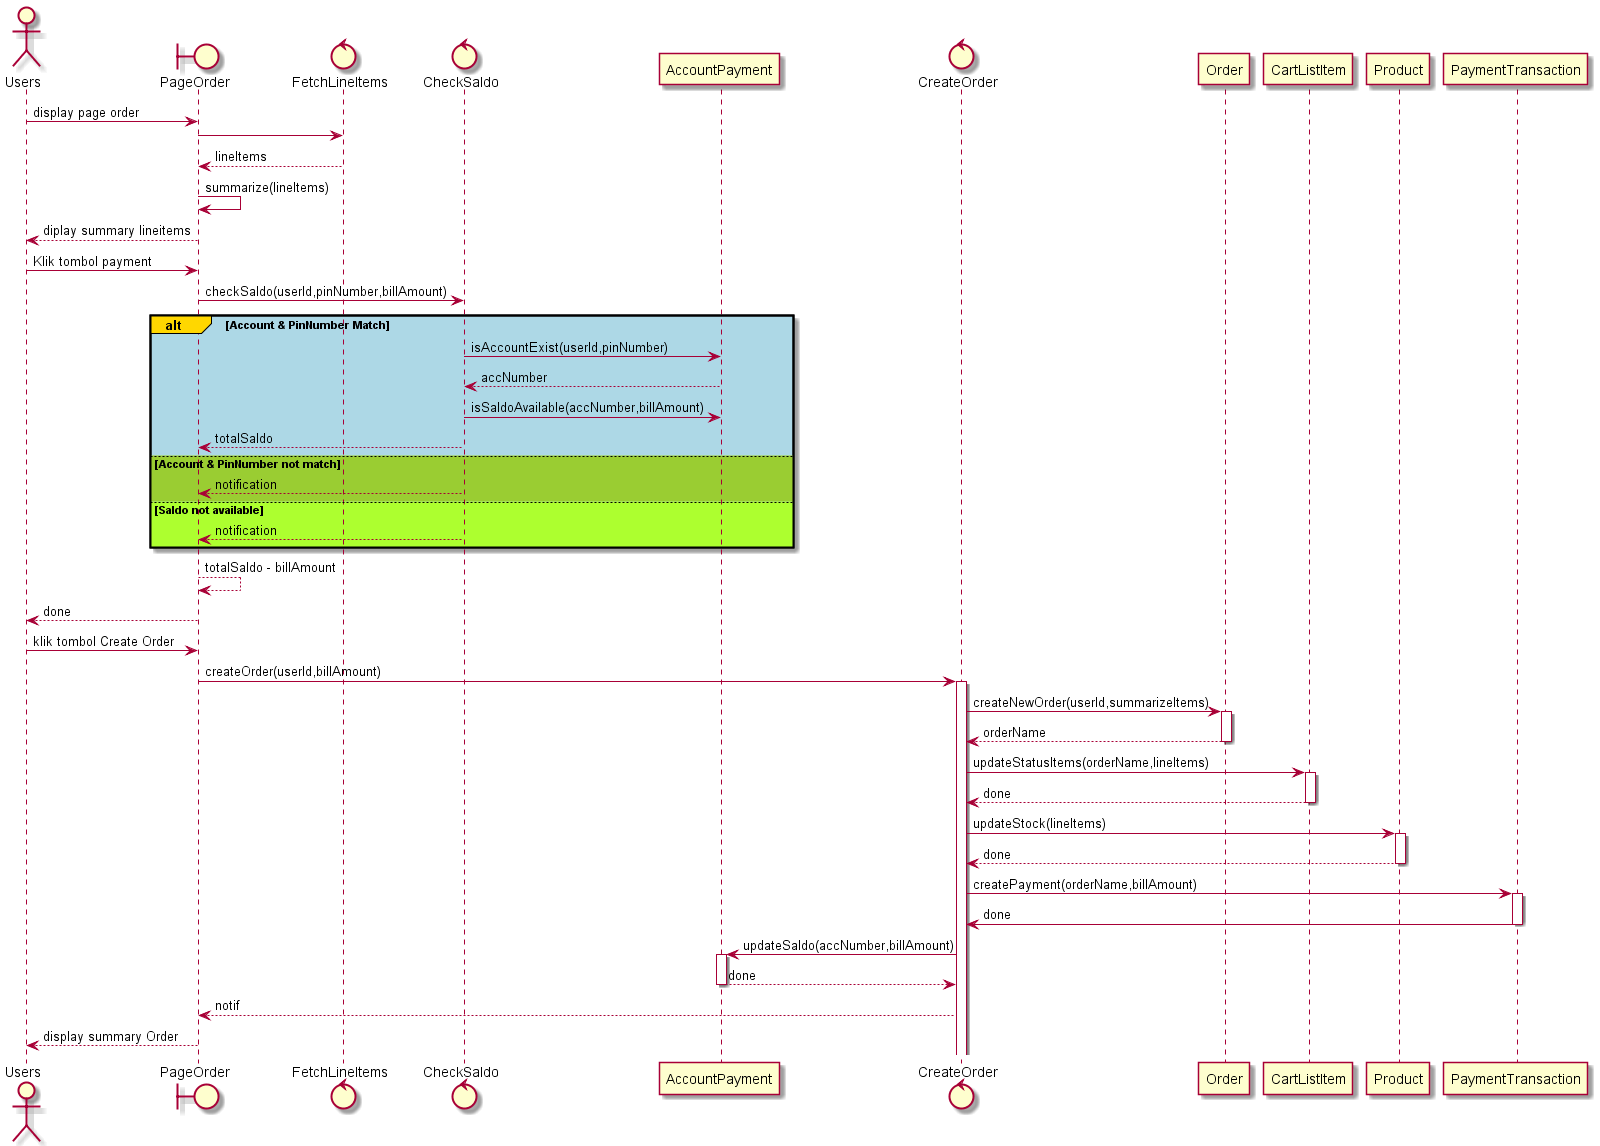 Users
PageOrder
FetchLineItems
CheckSaldo
AccountPayment
CreateOrder
Order
CartListItem
Product
PaymentTransaction
display page order
lineItems
summarize(lineItems)
diplay summary lineitems
Klik tombol payment
checkSaldo(userId,pinNumber,billAmount)
alt
[Account & PinNumber Match]
isAccountExist(userId,pinNumber)
accNumber
isSaldoAvailable(accNumber,billAmount)
totalSaldo
[Account & PinNumber not match]
notification
[Saldo not available]
notification
totalSaldo - billAmount
done
klik tombol Create Order
createOrder(userId,billAmount)
createNewOrder(userId,summarizeItems)
orderName
updateStatusItems(orderName,lineItems)
done
updateStock(lineItems)
done
createPayment(orderName,billAmount)
done
updateSaldo(accNumber,billAmount)
done
notif
display summary Order
Users
PageOrder
FetchLineItems
CheckSaldo
AccountPayment
CreateOrder
Order
CartListItem
Product
PaymentTransaction